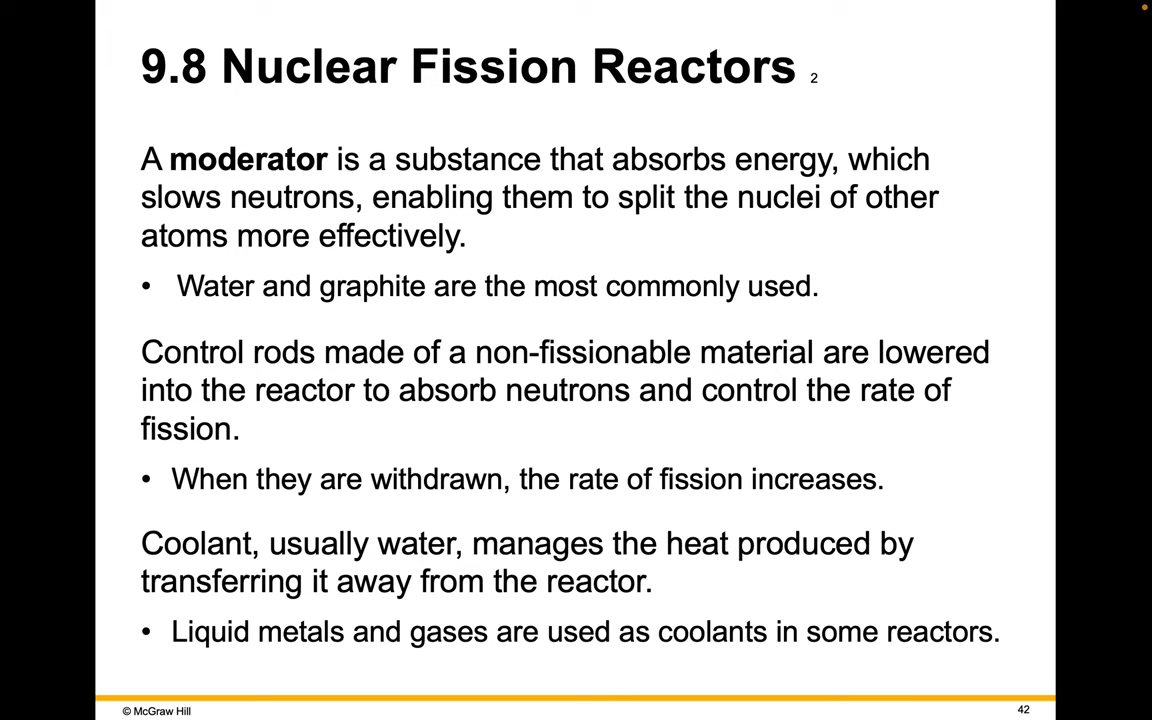 9.8 Nuclear Fission Reactors 2
A moderator is a substance that absorbs energy, which
slows neutrons, enabling them to split the nuclei of other
atoms more effectively.
• Water and graphite are the most commonly used.
Control rods made of a non-fissionable material are lowered
into the reactor to absorb neutrons and control the rate of
fission.
• When they are withdrawn, the rate of fission increases.
Coolant, usually water, manages the heat produced by
transferring it away from the reactor.
• Liquid metals and gases are used as coolants in some reactors.
© McGraw Hill
42